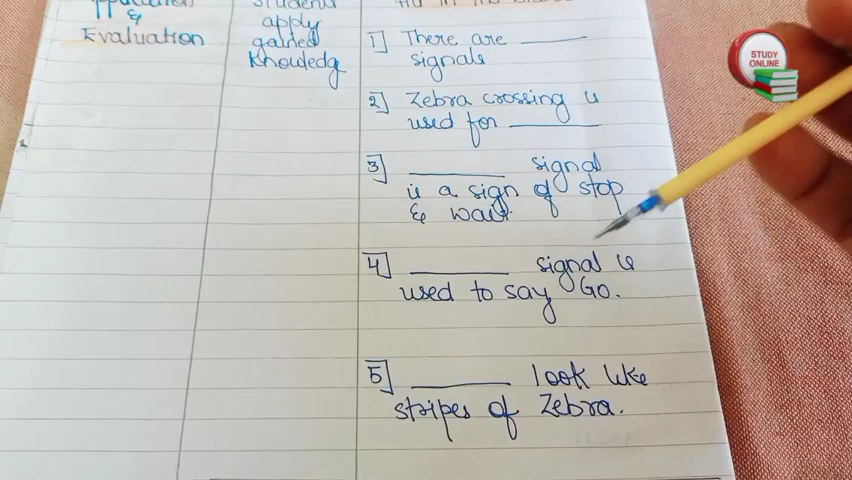 &
Evaluation
Students
apply
gained
knowledg
1] There are ____
signals
2] Zebra crossing is
used for ____
3] ____ signal
is a sign of stop
& wait.
4] ____ signal is
used to say Go.
5] ____ look like
stripes of Zebra.
STUDY
ONLINE